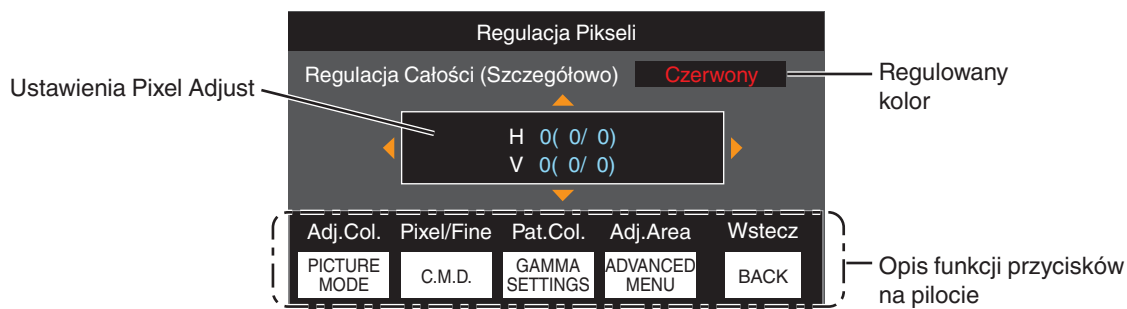 Regulacja Pikseli
Regulacja Całości (Szczegółowo) Czerwony
Ustawienia Pixel Adjust
Regulowany
kolor
H 0( 0/ 0)
V 0( 0/ 0)
Adj.Col. Pixel/Fine Pat.Col. Adj.Area Wstecz
PICTURE
MODE
C.M.D.
GAMMA
SETTINGS
ADVANCED
MENU
BACK
Opis funkcji przycisków
na pilocie